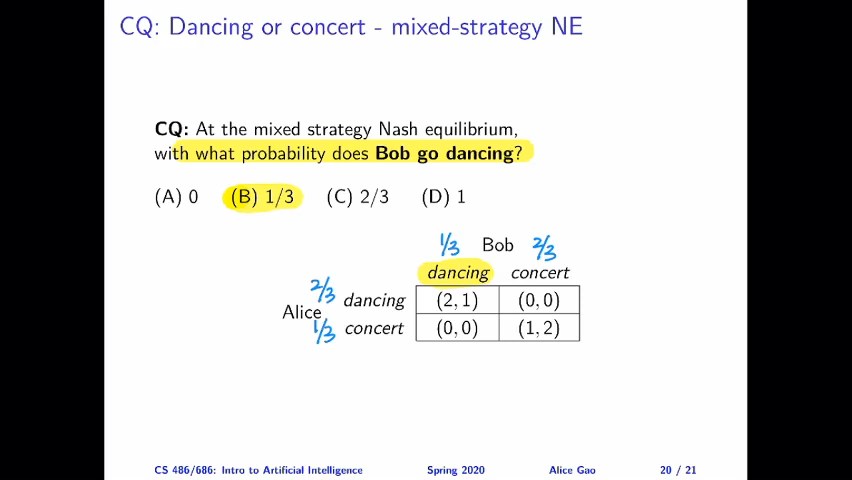 CQ: Dancing or concert - mixed-strategy NE
CQ: At the mixed strategy Nash equilibrium,
with what probability does Bob go dancing?
(A) 0 (B) 1/3 (C) 2/3 (D) 1
1/3 Bob 2/3
dancing concert
2/3 dancing (2, 1) (0, 0)
Alice
1/3 concert (0, 0) (1, 2)
CS 486/686: Intro to Artificial Intelligence Spring 2020 Alice Gao 20 / 21